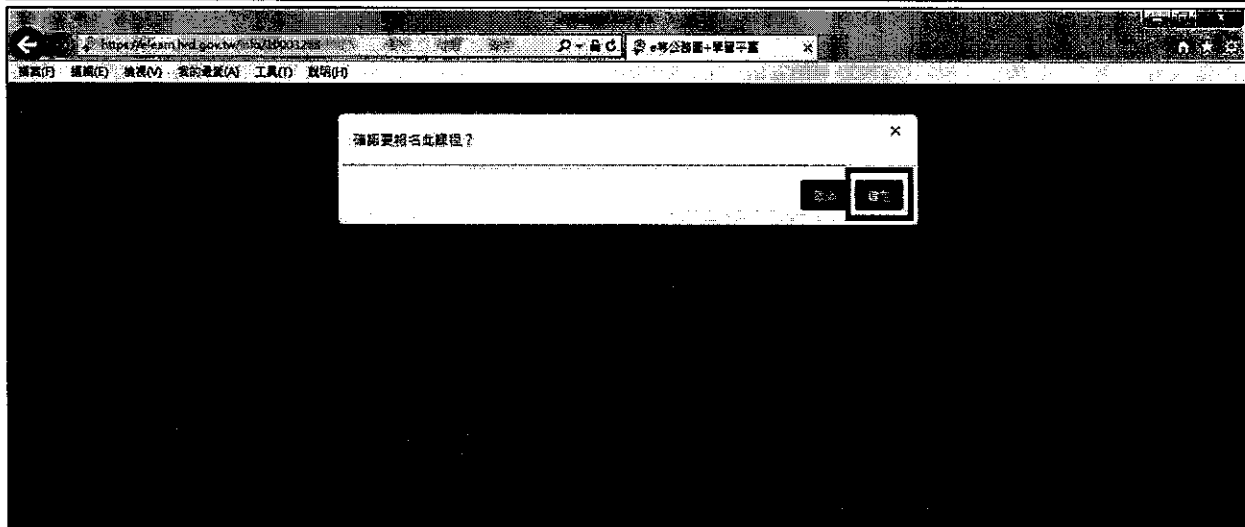 https://elearn.hrd.gov.tw/info/10003293
e等公務園+學習平臺
檔案(F) 編輯(E) 檢視(V) 我的最愛(A) 工具(T) 說明(H)
確認要報名此課程？
取消 確定